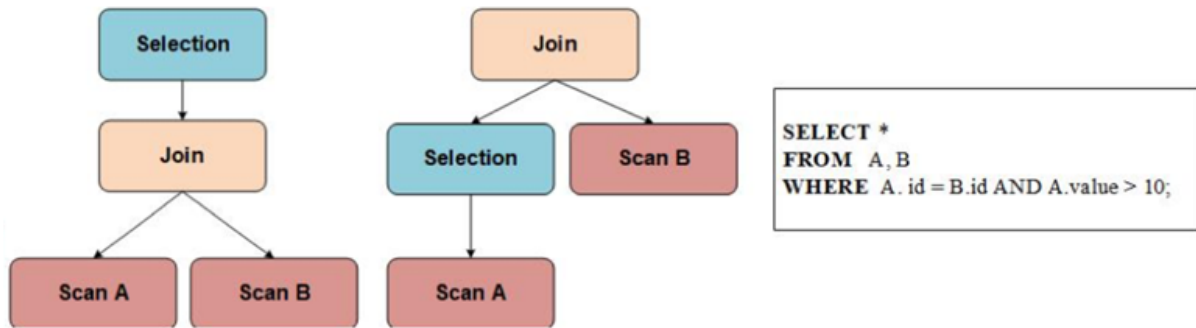 Selection
Join
Scan A
Scan B
Join
Selection
Scan B
Scan A
SELECT *
FROM A, B
WHERE A. id = B.id AND A.value > 10;